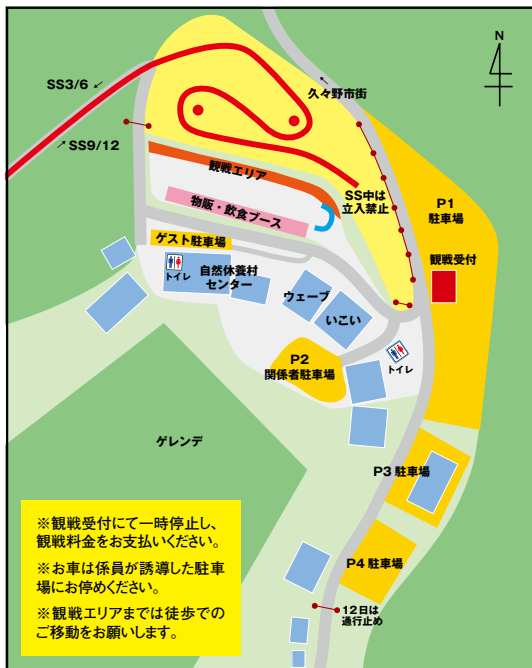 N
SS3/6 ↙
↗SS9/12
↖
久々野市街
観戦エリア
SS中は
立入禁止
P1
駐車場
物販・飲食ブース
ゲスト駐車場
観戦受付
トイレ
自然休養村
センター
ウェーブ
いこい
P2
関係者駐車場
トイレ
ゲレンデ
P3 駐車場
P4 駐車場
12日は
通行止め
※観戦受付にて一時停止し、
観戦料金をお支払いください。
※お車は係員が誘導した駐車
場にお停めください。
※観戦エリアまでは徒歩での
ご移動をお願いします。